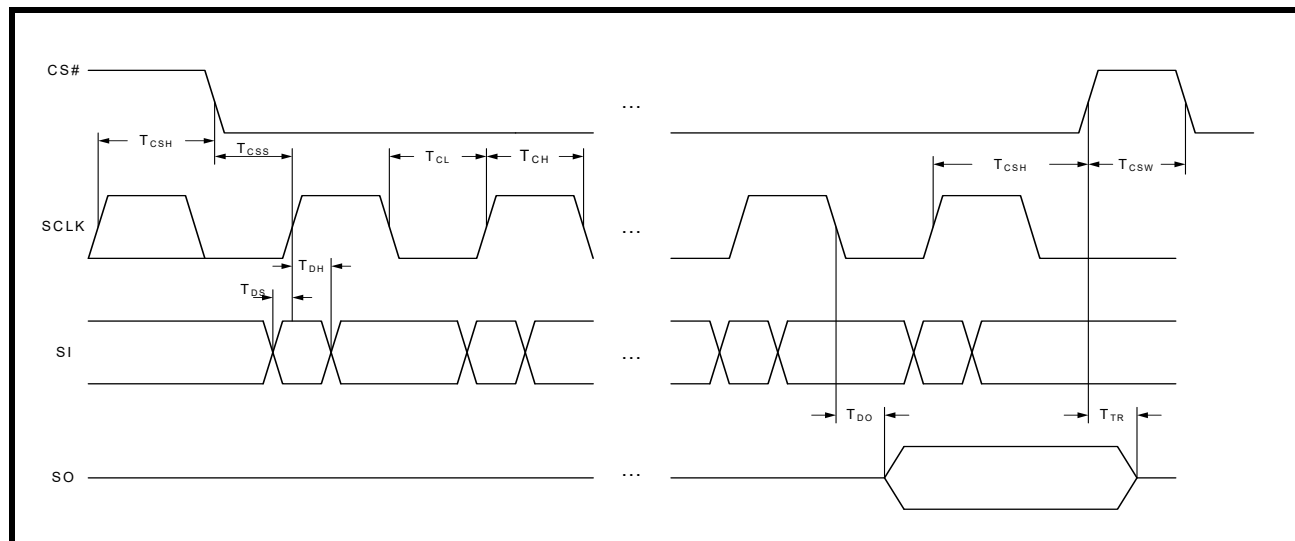 CS#
...
TCSH
TCSS
TCL
TCH
TCSH
TCSW
SCLK
...
TDH
TDS
SI
...
TDO
TTR
SO
...